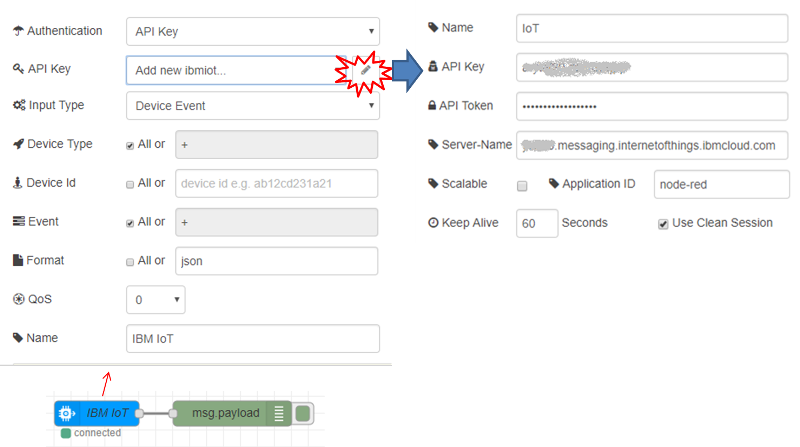 Authentication API Key
API Key Add new ibmiot...
Input Type Device Event
Device Type All or +
Device Id All or device id e.g. ab12cd231a21
Event All or +
Format All or json
QoS 0
Name IBM IoT
IBM IoT msg.payload
connected
Name IoT
API Key
API Token ••••••••••••••••••
Server-Name .messaging.internetofthings.ibmcloud.com
Scalable Application ID node-red
Keep Alive 60 Seconds Use Clean Session